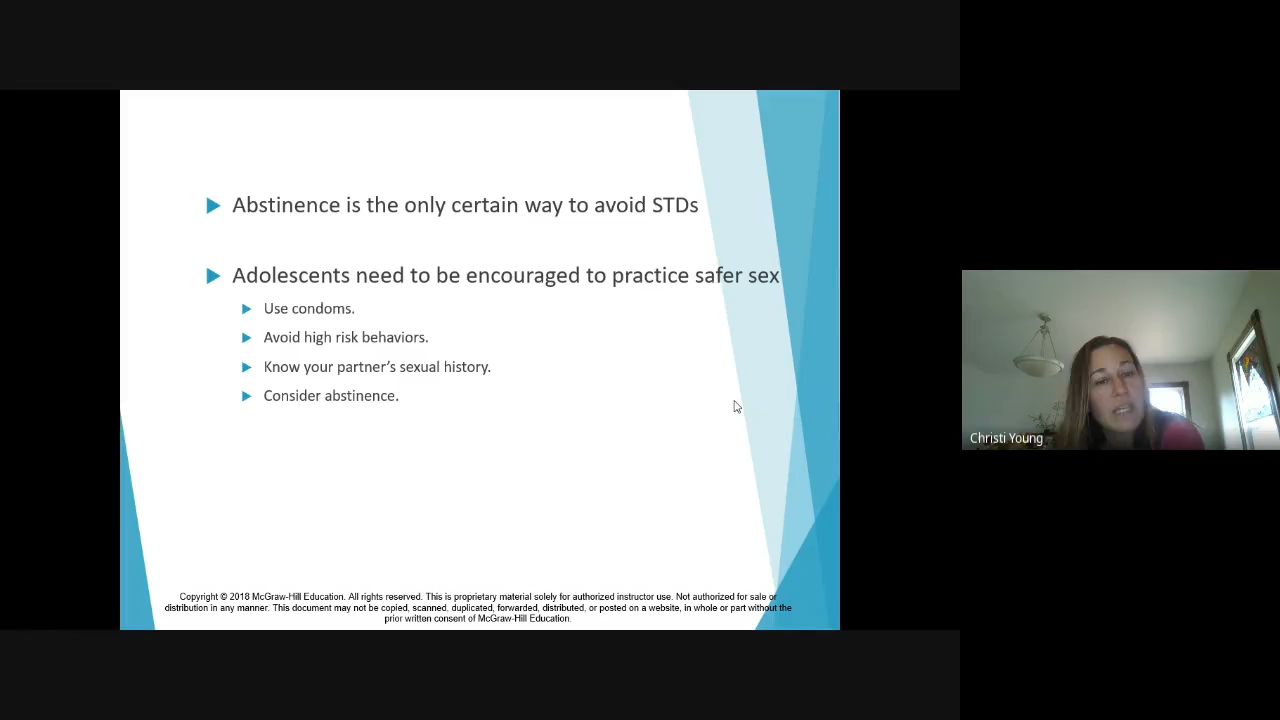 Abstinence is the only certain way to avoid STDs
Adolescents need to be encouraged to practice safer sex
Use condoms.
Avoid high risk behaviors.
Know your partner’s sexual history.
Consider abstinence.
Copyright © 2018 McGraw-Hill Education. All rights reserved. This is proprietary material solely for authorized instructor use. Not authorized for sale or
distribution in any manner. This document may not be copied, scanned, duplicated, forwarded, distributed, or posted on a website, in whole or part without the
prior written consent of McGraw-Hill Education.
Christi Young